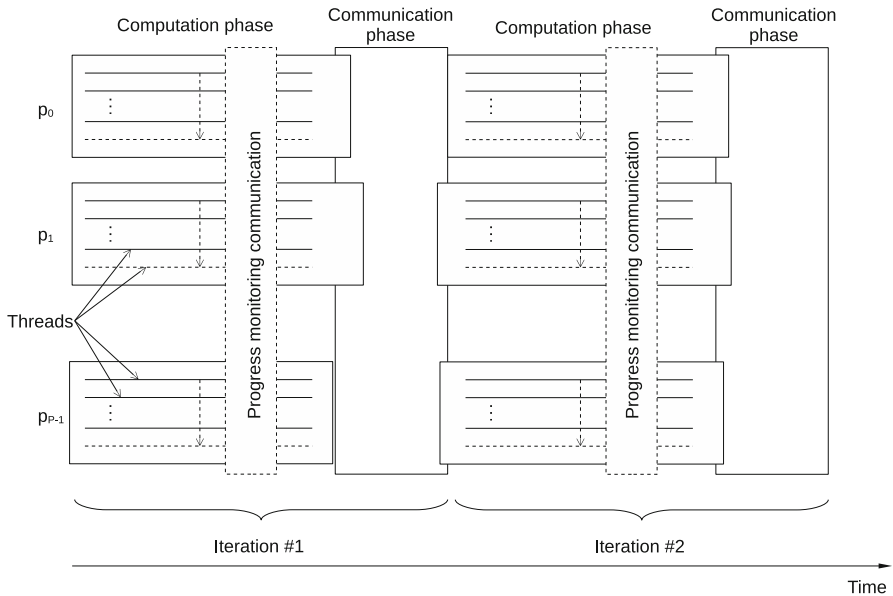 Computation phase
Communication
phase
Computation phase
Communication
phase
p0
p1
Threads
pP-1
Progress monitoring communication
Progress monitoring communication
Iteration #1
Iteration #2
Time